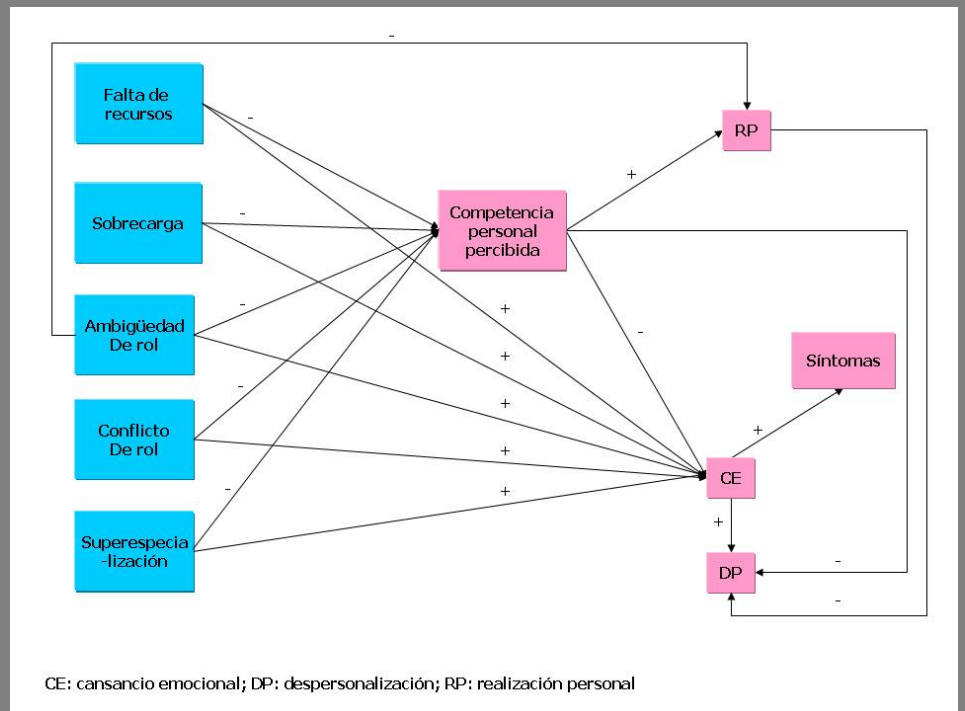 -
Falta de
recursos
-
RP
+
Sobrecarga
-
Competencia
personal
percibida
Ambigüedad
De rol
-
+
-
+
Síntomas
-
+
Conflicto
De rol
+
+
-
+
CE
Superespecia
-lización
+
-
DP
-
CE: cansancio emocional; DP: despersonalización; RP: realización personal